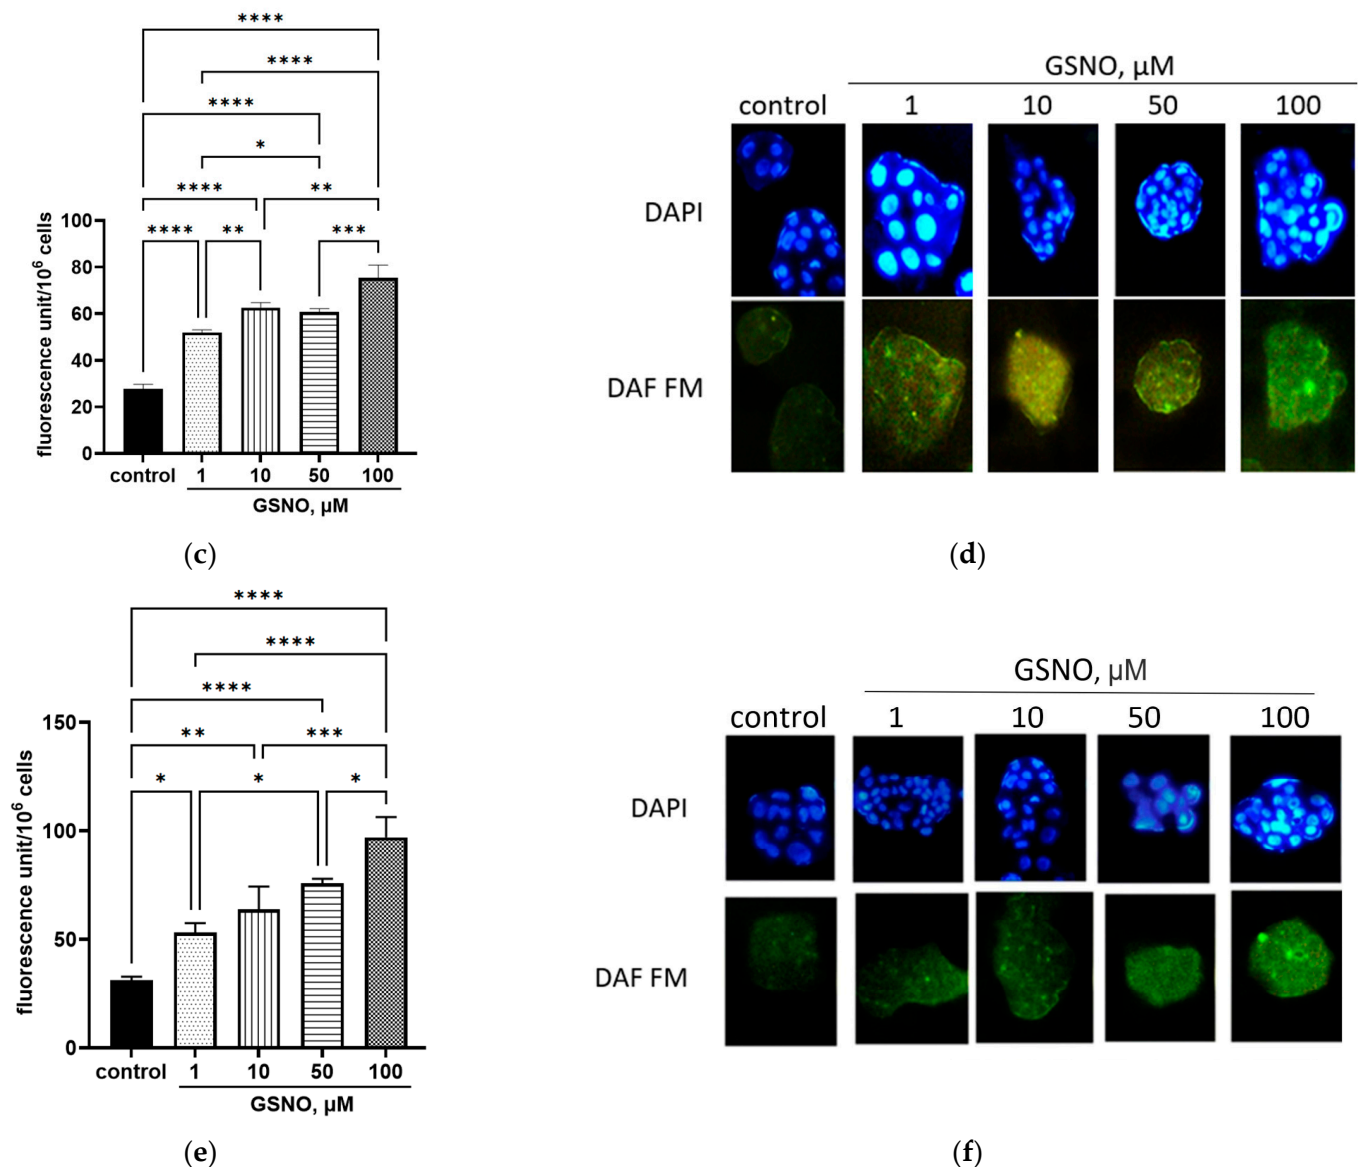 ****
****
****
*
**** **
**** ** ***
fluorescence unit/10⁶ cells
100
80
60
40
20
0
control 1 10 50 100
GSNO, µM
(c)
GSNO, µM
control 1 10 50 100
DAPI
DAF FM
(d)
****
****
****
** ***
* * *
fluorescence unit/10⁶ cells
150
100
50
0
control 1 10 50 100
GSNO, µM
(e)
GSNO, µM
control 1 10 50 100
DAPI
DAF FM
(f)